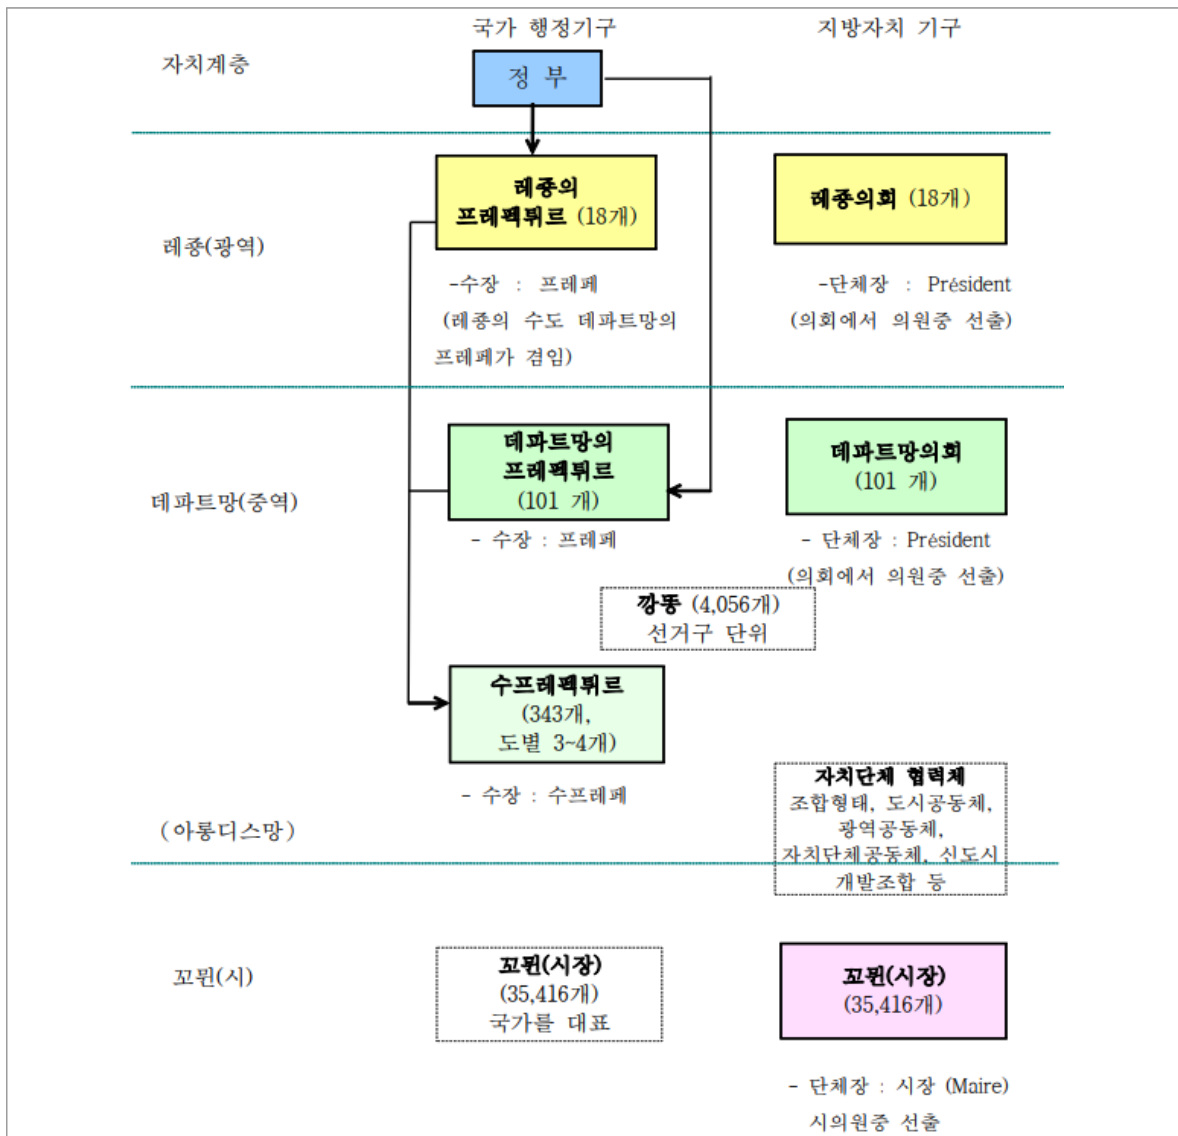 국가 행정기구
지방자치 기구
자치계층
정 부
레죵의
프레펙튀르 (18개)
레죵의회 (18개)
레죵(광역)
-수장 : 프레페
(레죵의 수도 데파트망의
프레페가 겸임)
-단체장 : Président
(의회에서 의원중 선출)
데파트망의
프레펙튀르
(101 개)
데파트망의회
(101 개)
데파트망(중역)
- 수장 : 프레페
- 단체장 : Président
(의회에서 의원중 선출)
깡똥 (4,056개)
선거구 단위
수프레펙튀르
(343개,
도별 3~4개)
- 수장 : 수프레페
자치단체 협력체
조합형태, 도시공동체,
광역공동체,
자치단체공동체, 신도시
개발조합 등
(아롱디스망)
꼬뮌(시)
꼬뮌(시장)
(35,416개)
국가를 대표
꼬뮌(시장)
(35,416개)
- 단체장 : 시장 (Maire)
시의원중 선출